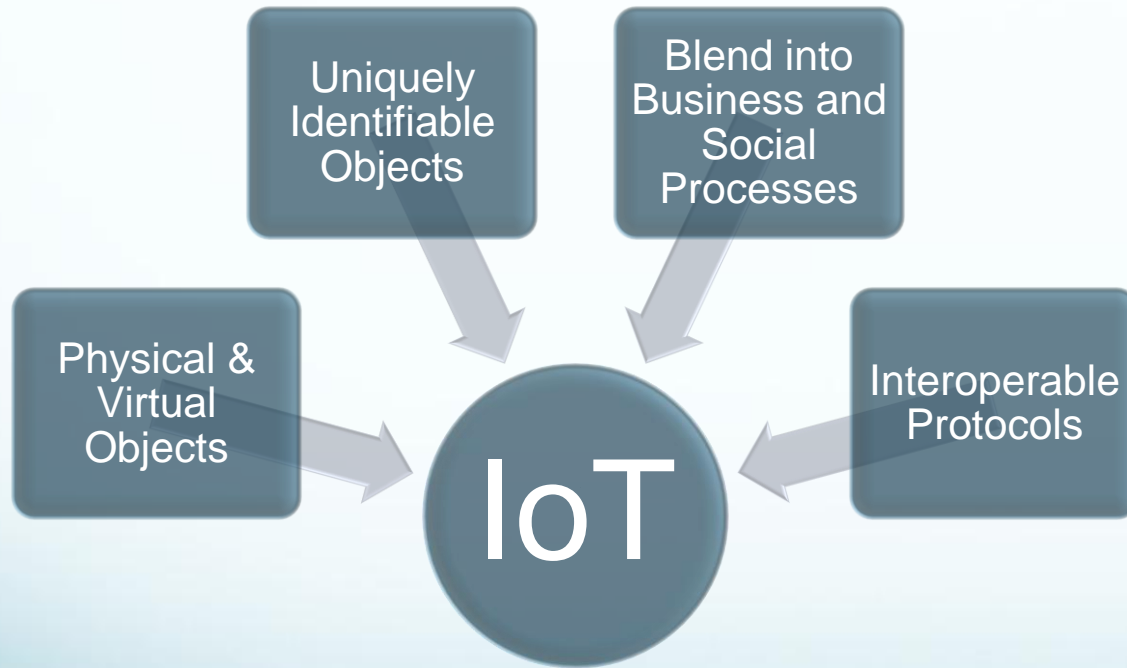 Physical &
Virtual
Objects
Uniquely
Identifiable
Objects
Blend into
Business and
Social
Processes
Interoperable
Protocols
IoT